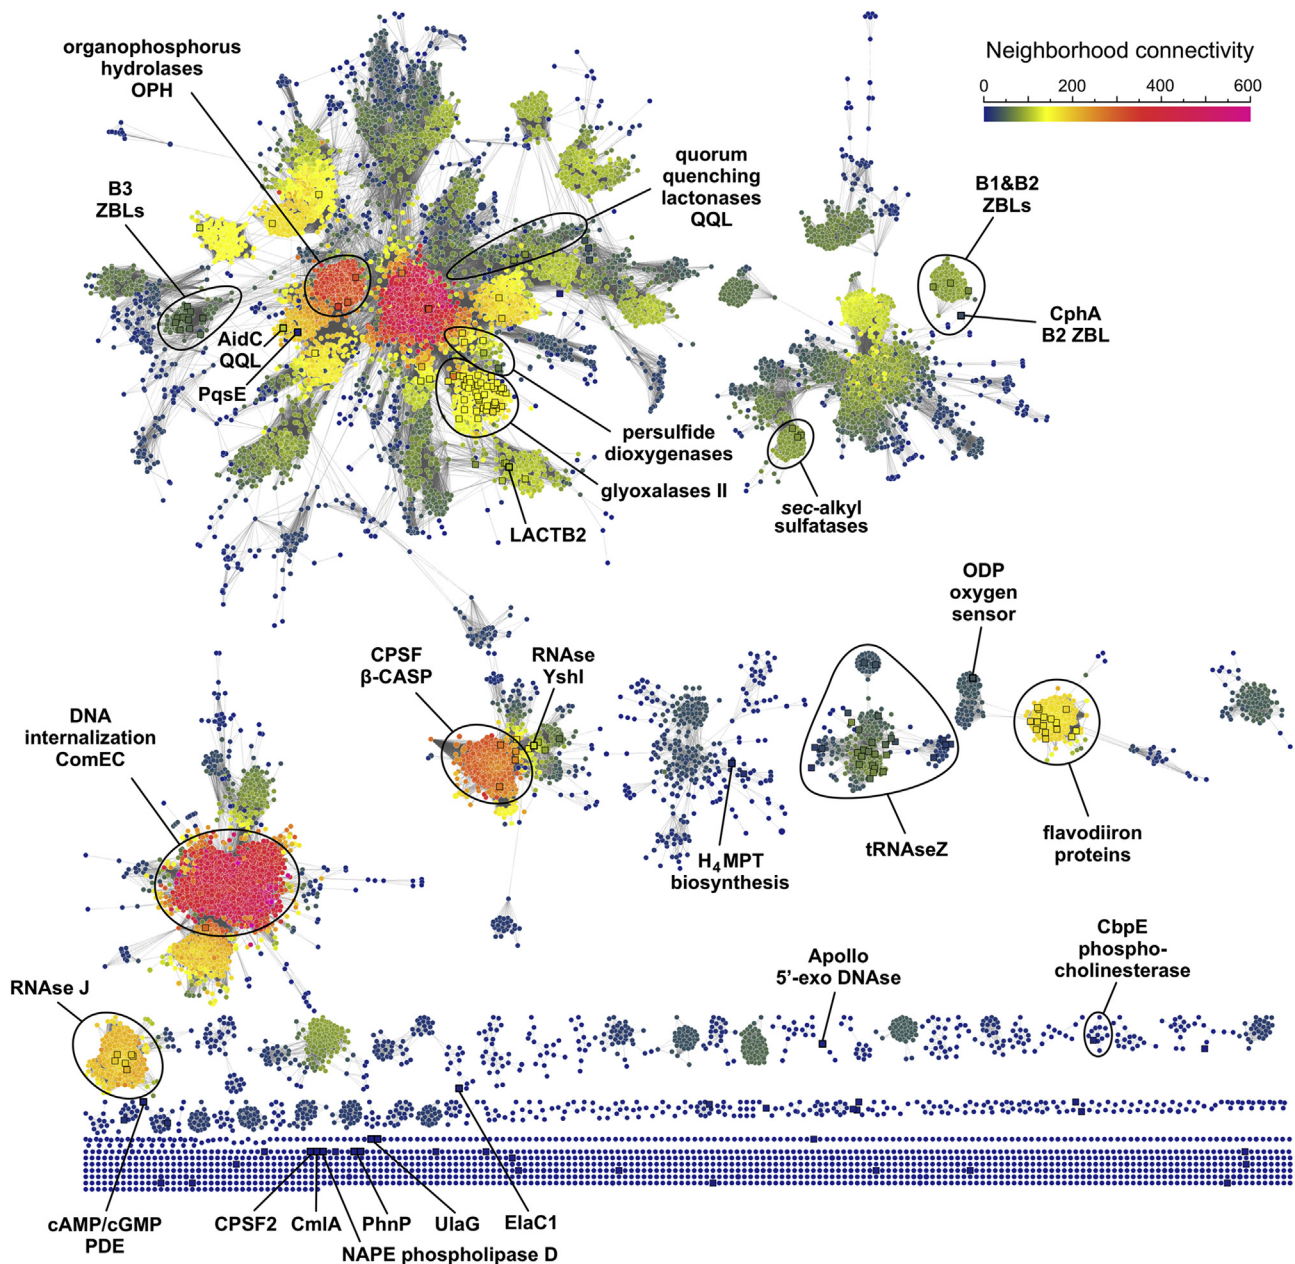 organophosphorus
hydrolases
OPH
Neighborhood connectivity
0 200 400 600
quorum
quenching
lactonases
QQL
B3
ZBLs
B1&B2
ZBLs
AidC
QQL
PqsE
CphA
B2 ZBL
persulfide
dioxygenases
glyoxalases II
LACTB2
sec-alkyl
sulfatases
ODP
oxygen
sensor
CPSF
β-CASP
RNAse
YshI
DNA
internalization
ComEC
H4MPT
biosynthesis
tRNAseZ
flavodiiron
proteins
Apollo
5’-exo DNAse
CbpE
phospho-
cholinesterase
RNAse J
cAMP/cGMP
PDE
CPSF2
CmlA
PhnP
UlaG
ElaC1
NAPE phospholipase D